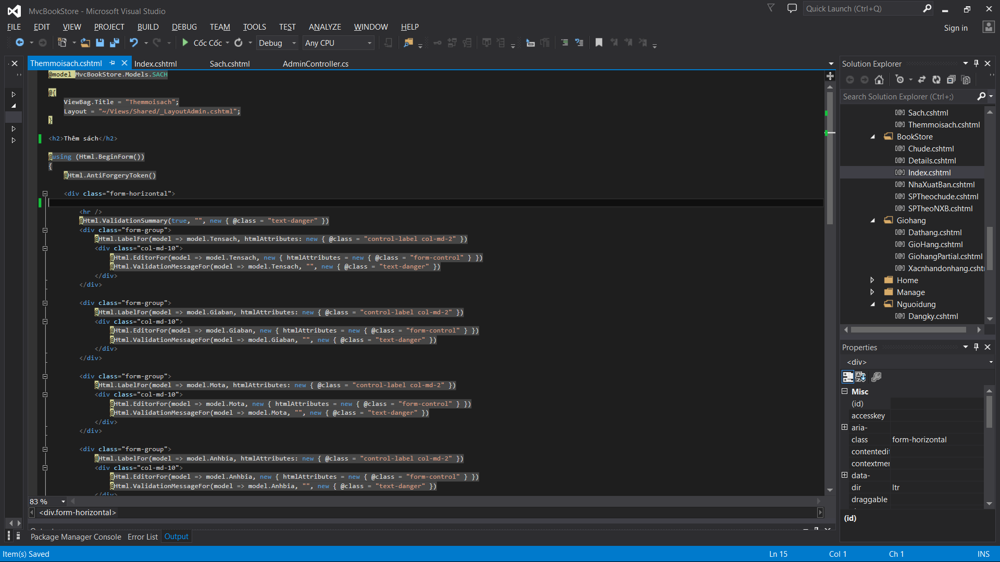 MvcBookStore - Microsoft Visual Studio
Quick Launch (Ctrl+Q)
FILE EDIT VIEW PROJECT BUILD DEBUG TEAM TOOLS TEST ANALYZE WINDOW HELP
Sign in
Cốc Cốc Debug Any CPU
Themmoisach.cshtml Index.cshtml Sach.cshtml AdminController.cs
@model MvcBookStore.Models.SACH
@{
ViewBag.Title = "Themmoisach";
Layout = "~/Views/Shared/_LayoutAdmin.cshtml";
}
<h2>Thêm sách</h2>
@using (Html.BeginForm())
{
@Html.AntiForgeryToken()
<div class="form-horizontal">
<hr />
@Html.ValidationSummary(true, "", new { @class = "text-danger" })
<div class="form-group">
@Html.LabelFor(model => model.Tensach, htmlAttributes: new { @class = "control-label col-md-2" })
<div class="col-md-10">
@Html.EditorFor(model => model.Tensach, new { htmlAttributes = new { @class = "form-control" } })
@Html.ValidationMessageFor(model => model.Tensach, "", new { @class = "text-danger" })
</div>
</div>
<div class="form-group">
@Html.LabelFor(model => model.Giaban, htmlAttributes: new { @class = "control-label col-md-2" })
<div class="col-md-10">
@Html.EditorFor(model => model.Giaban, new { htmlAttributes = new { @class = "form-control" } })
@Html.ValidationMessageFor(model => model.Giaban, "", new { @class = "text-danger" })
</div>
</div>
<div class="form-group">
@Html.LabelFor(model => model.Mota, htmlAttributes: new { @class = "control-label col-md-2" })
<div class="col-md-10">
@Html.EditorFor(model => model.Mota, new { htmlAttributes = new { @class = "form-control" } })
@Html.ValidationMessageFor(model => model.Mota, "", new { @class = "text-danger" })
</div>
</div>
<div class="form-group">
@Html.LabelFor(model => model.Anhbia, htmlAttributes: new { @class = "control-label col-md-2" })
<div class="col-md-10">
@Html.EditorFor(model => model.Anhbia, new { htmlAttributes = new { @class = "form-control" } })
@Html.ValidationMessageFor(model => model.Anhbia, "", new { @class = "text-danger" })
</div>
83 %
<div.form-horizontal>
Package Manager Console Error List Output
Solution Explorer
Search Solution Explorer (Ctrl+;)
Sach.cshtml
Themmoisach.cshtml
BookStore
Chude.cshtml
Details.cshtml
Index.cshtml
NhaXuatBan.cshtml
SPTheochude.cshtml
SPTheoNXB.cshtml
Giohang
Dathang.cshtml
GioHang.cshtml
GiohangPartial.cshtml
Xacnhandonhang.csht
Home
Manage
Nguoidung
Dangky.cshtml
Properties
<div>
Misc
(id)
accesskey
aria-
class form-horizontal
contentedi
contextmer
data-
dir ltr
draggable
(id)
Item(s) Saved Ln 15 Col 1 Ch 1 INS